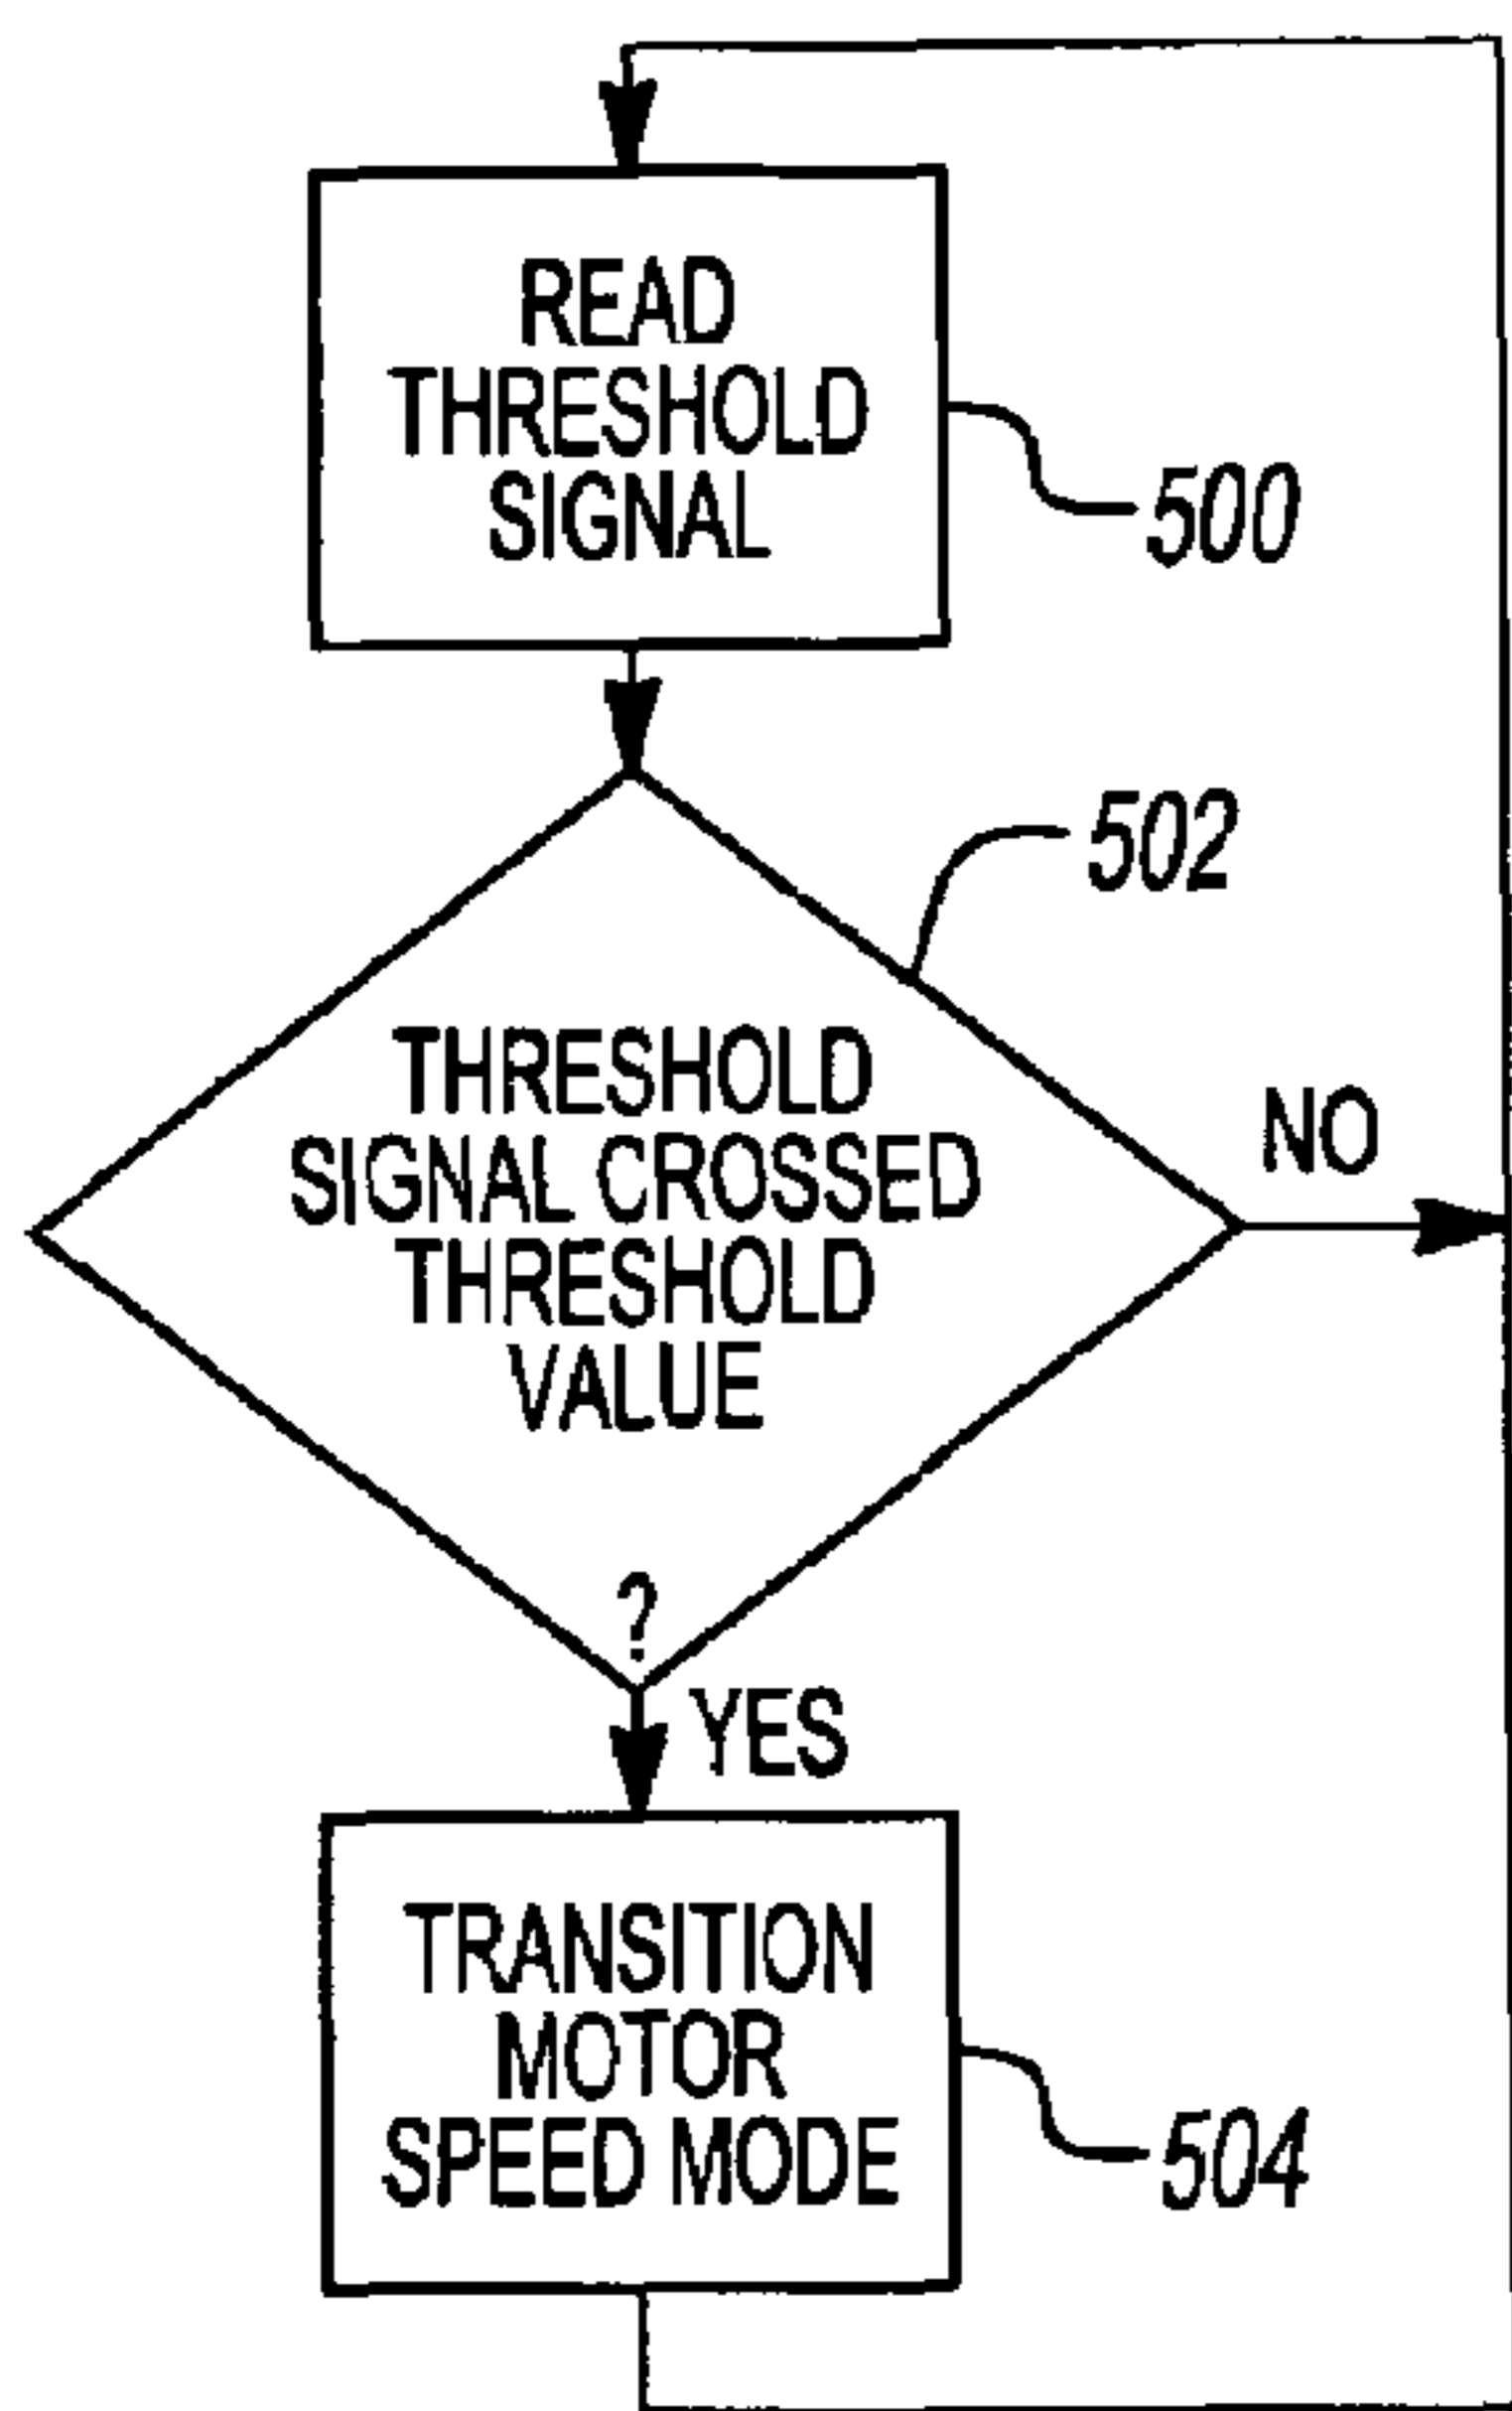 READ
THRESHOLD
SIGNAL
500
502
THRESHOLD
SIGNAL CROSSED
THRESHOLD
VALUE
?
NO
YES
TRANSITION
MOTOR
SPEED MODE
504